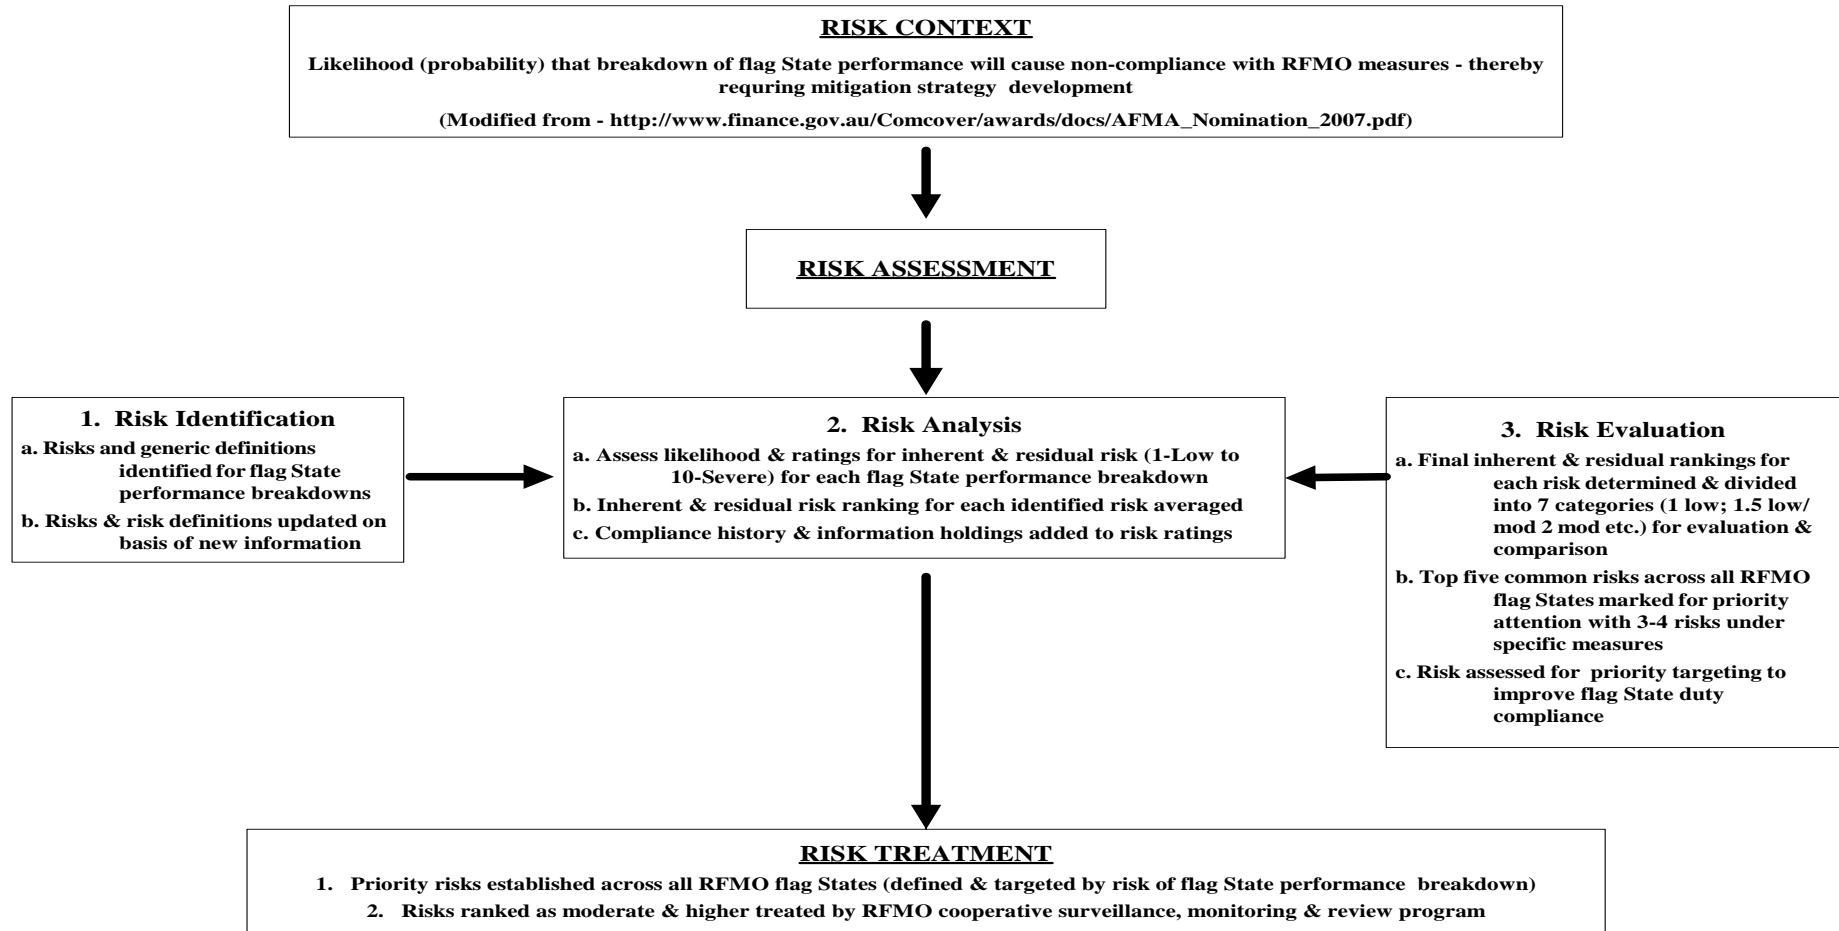 RISK CONTEXT
Likelihood (probability) that breakdown of flag State performance will cause non-compliance with RFMO measures - thereby
requring mitigation strategy  development
(Modified from - http://www.finance.gov.au/Comcover/awards/docs/AFMA_Nomination_2007.pdf)
RISK ASSESSMENT
1.  Risk Identification
a. Risks and generic definitions
identified for flag State
performance breakdowns
b. Risks & risk definitions updated on
basis of new information
2.  Risk Analysis
a. Assess likelihood & ratings for inherent & residual risk (1-Low to
10-Severe) for each flag State performance breakdown
b. Inherent & residual risk ranking for each identified risk averaged
c. Compliance history & information holdings added to risk ratings
3.  Risk Evaluation
a. Final inherent & residual rankings for
each risk determined & divided
into 7 categories (1 low; 1.5 low/
mod 2 mod etc.) for evaluation &
comparison
b. Top five common risks across all RFMO
flag States marked for priority
attention with 3-4 risks under
specific measures
c. Risk assessed for  priority targeting to
improve flag State duty
compliance
RISK TREATMENT
1.   Priority risks established across all RFMO flag States (defined & targeted by risk of flag State performance  breakdown)
2.   Risks ranked as moderate & higher treated by RFMO cooperative surveillance, monitoring & review program